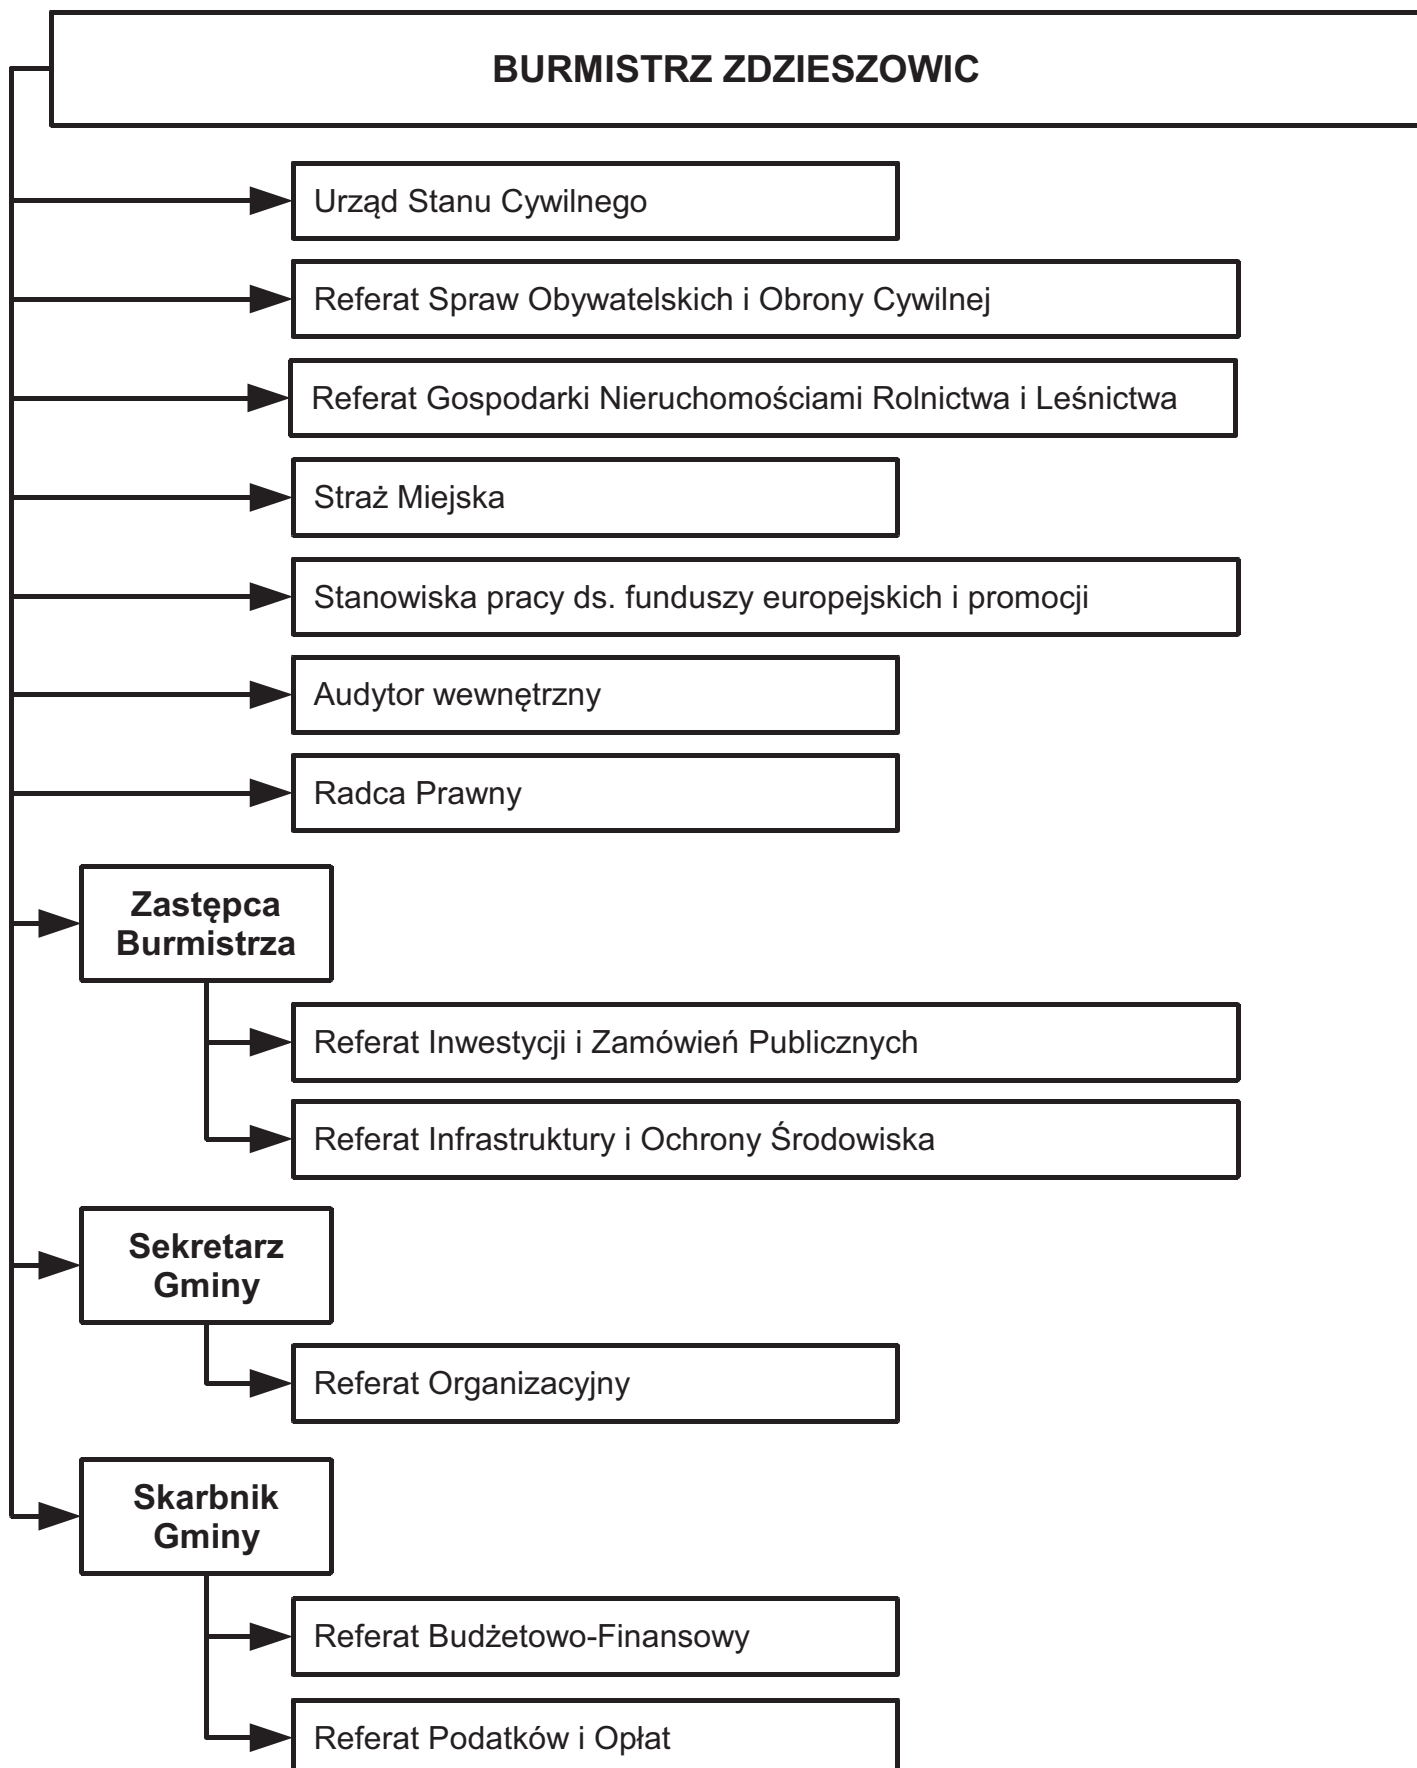 BURMISTRZ ZDZIESZOWIC
Urząd Stanu Cywilnego
Referat Spraw Obywatelskich i Obrony Cywilnej
Referat Gospodarki Nieruchomościami Rolnictwa i Leśnictwa
Straż Miejska
Stanowiska pracy ds. funduszy europejskich i promocji
Audytor wewnętrzny
Radca Prawny
Zastępca
Burmistrza
Referat Inwestycji i Zamówień Publicznych
Referat Infrastruktury i Ochrony Środowiska
Sekretarz
Gminy
Referat Organizacyjny
Skarbnik
Gminy
Referat Budżetowo-Finansowy
Referat Podatków i Opłat